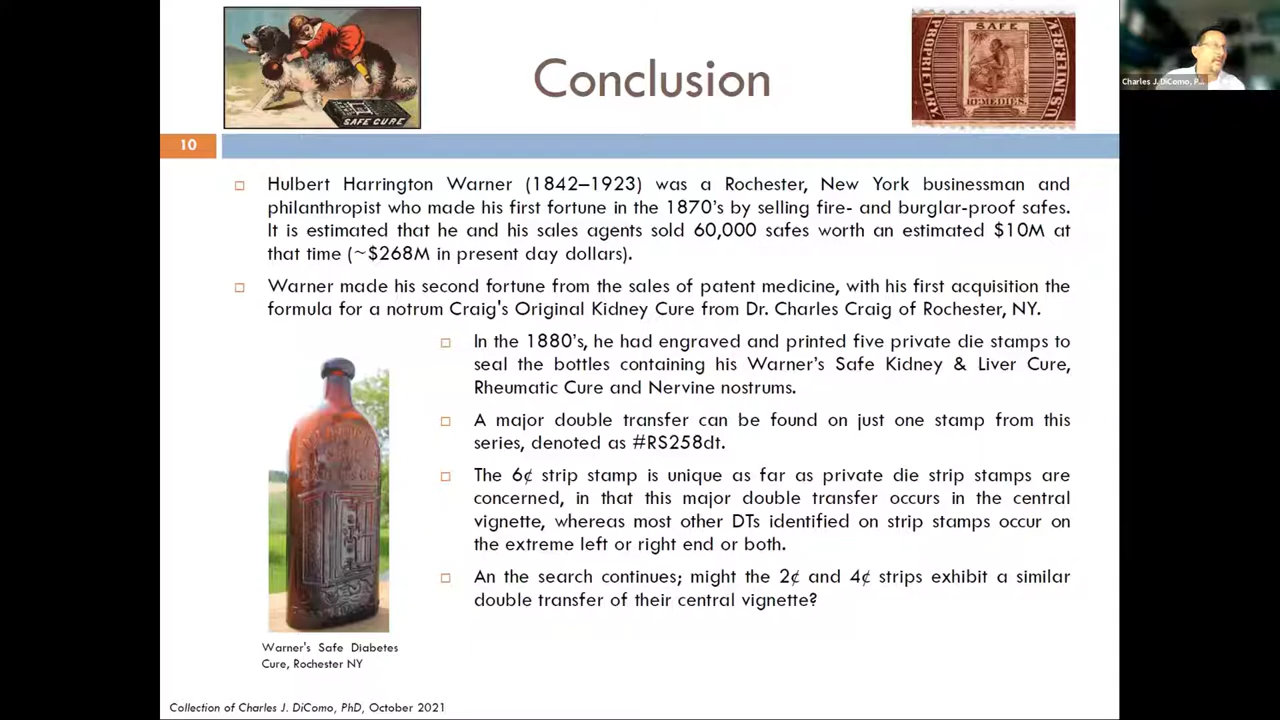 SAFE CURE
Conclusion
PROPRIETARY.
SAFE
REMEDIES.
U.S.INTER.REV.
Charles J. DiComo, P...
10
Hulbert Harrington Warner (1842–1923) was a Rochester, New York businessman and
philanthropist who made his first fortune in the 1870's by selling fire- and burglar-proof safes.
It is estimated that he and his sales agents sold 60,000 safes worth an estimated $10M at
that time (~$268M in present day dollars).
Warner made his second fortune from the sales of patent medicine, with his first acquisition the
formula for a notrum Craig's Original Kidney Cure from Dr. Charles Craig of Rochester, NY.
In the 1880's, he had engraved and printed five private die stamps to
seal the bottles containing his Warner's Safe Kidney & Liver Cure,
Rheumatic Cure and Nervine nostrums.
A major double transfer can be found on just one stamp from this
series, denoted as #RS258dt.
The 6¢ strip stamp is unique as far as private die strip stamps are
concerned, in that this major double transfer occurs in the central
vignette, whereas most other DTs identified on strip stamps occur on
the extreme left or right end or both.
An the search continues; might the 2¢ and 4¢ strips exhibit a similar
double transfer of their central vignette?
Warner's Safe Diabetes
Cure, Rochester NY
Collection of Charles J. DiComo, PhD, October 2021